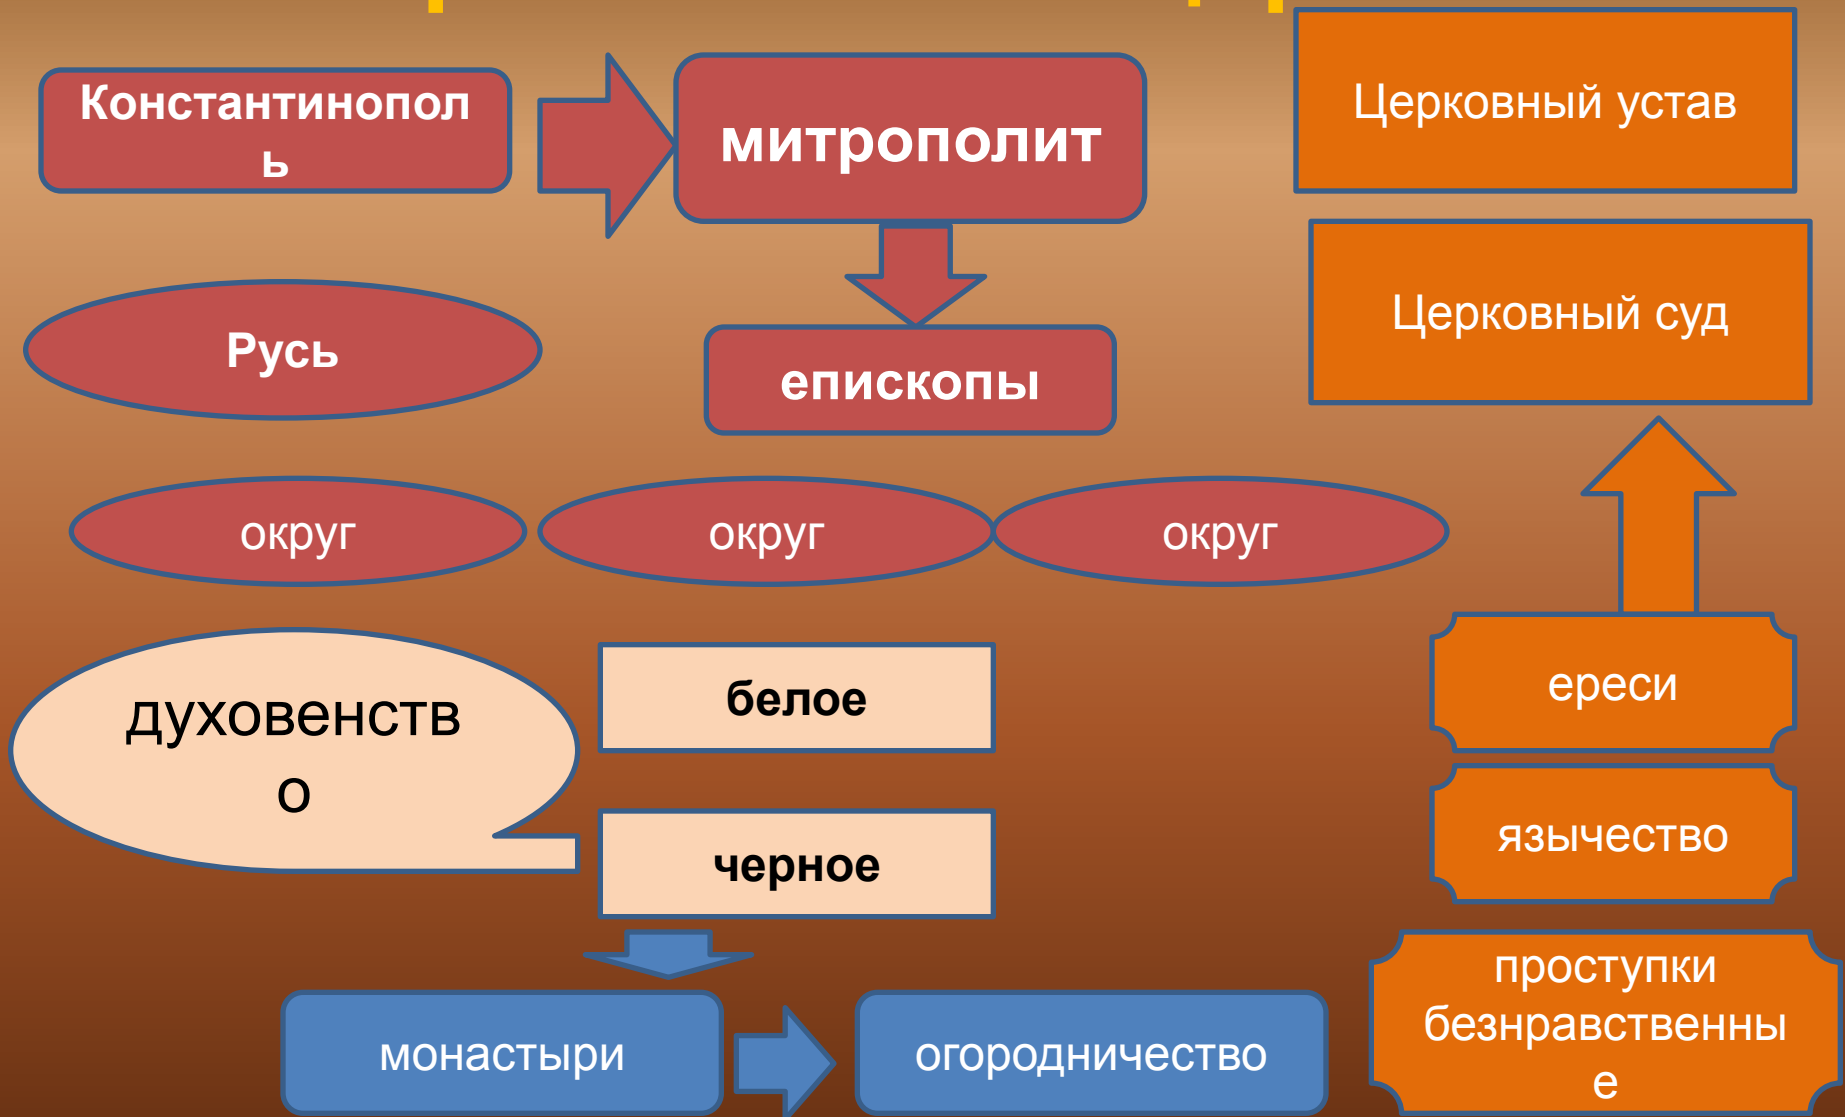 Константинопол
ь
митрополит
Церковный устав
Русь
епископы
Церковный суд
округ
округ
округ
духовенств
о
белое
черное
ереси
язычество
проступки
безнравственны
е
монастыри
огородничество